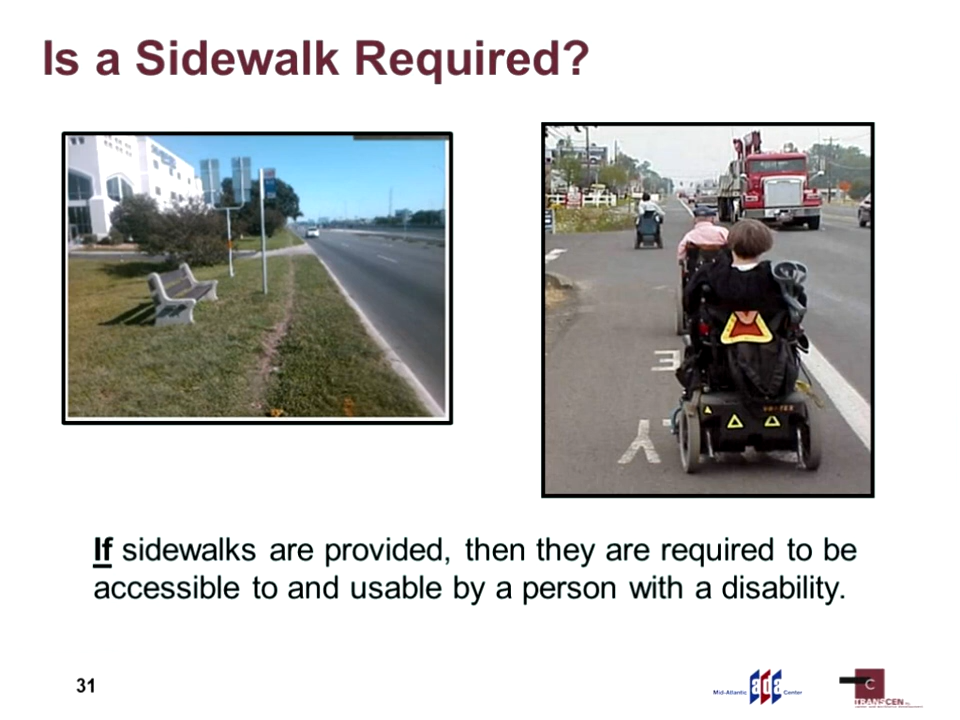 Is a Sidewalk Required?
If sidewalks are provided, then they are required to be
accessible to and usable by a person with a disability.
31
Mid-Atlantic ada Center
C
TRANSCEN